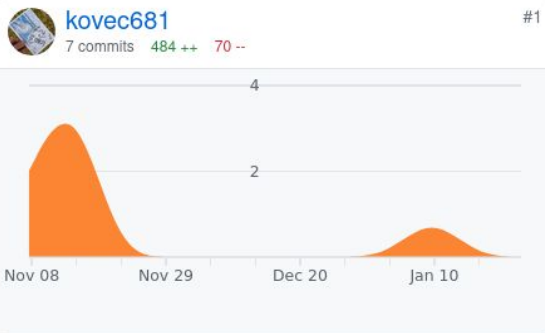 kovec681
#1
7 commits 484 ++ 70 --
4
2
Nov 08 Nov 29 Dec 20 Jan 10